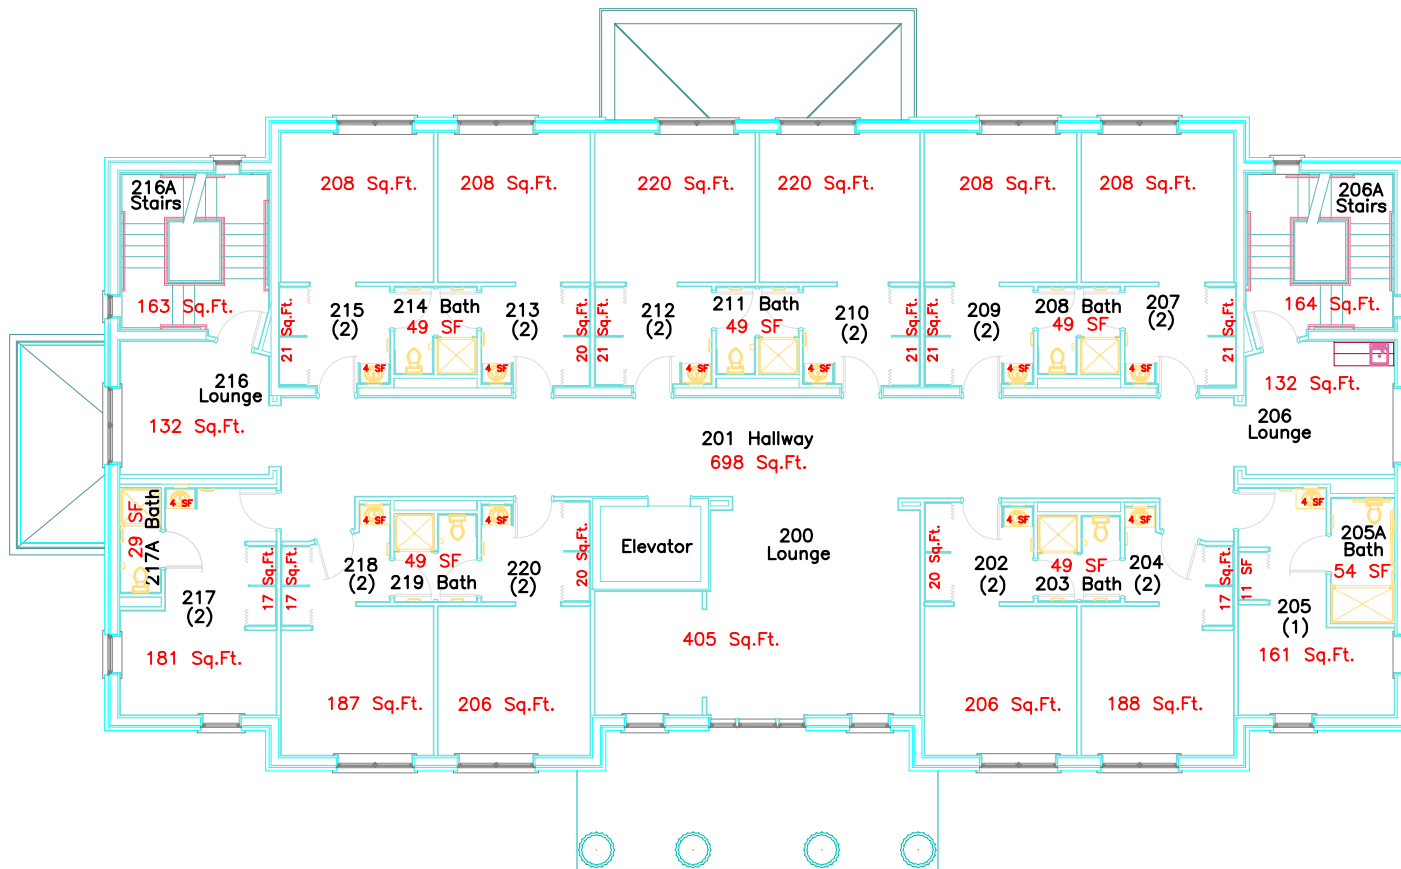 216A
Stairs
163 Sq.Ft.
208 Sq.Ft.
208 Sq.Ft.
220 Sq.Ft.
220 Sq.Ft.
208 Sq.Ft.
208 Sq.Ft.
206A
Stairs
164 Sq.Ft.
21 Sq.Ft.
215
(2)
4 SF
214 Bath
49 SF
4 SF
213
(2)
20 Sq.Ft.
21 Sq.Ft.
212
(2)
4 SF
211 Bath
49 SF
4 SF
210
(2)
21 Sq.Ft.
21 Sq.Ft.
209
(2)
4 SF
208 Bath
49 SF
4 SF
207
(2)
21 Sq.Ft.
216
Lounge
132 Sq.Ft.
201 Hallway
698 Sq.Ft.
132 Sq.Ft.
206
Lounge
29 SF
217A Bath
4 SF
217
(2)
17 Sq.Ft.
181 Sq.Ft.
17 Sq.Ft.
218
(2)
4 SF
49 SF
219 Bath
4 SF
220
(2)
20 Sq.Ft.
187 Sq.Ft.
206 Sq.Ft.
Elevator
200
Lounge
405 Sq.Ft.
20 Sq.Ft.
202
(2)
4 SF
49 SF
203 Bath
4 SF
204
(2)
17 Sq.Ft.
206 Sq.Ft.
188 Sq.Ft.
11 SF
4 SF
205A
Bath
54 SF
205
(1)
161 Sq.Ft.